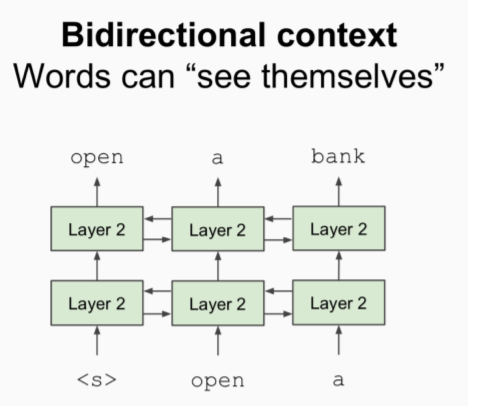 Bidirectional context
Words can “see themselves”
open a bank
Layer 2 Layer 2 Layer 2
Layer 2 Layer 2 Layer 2
<s> open a